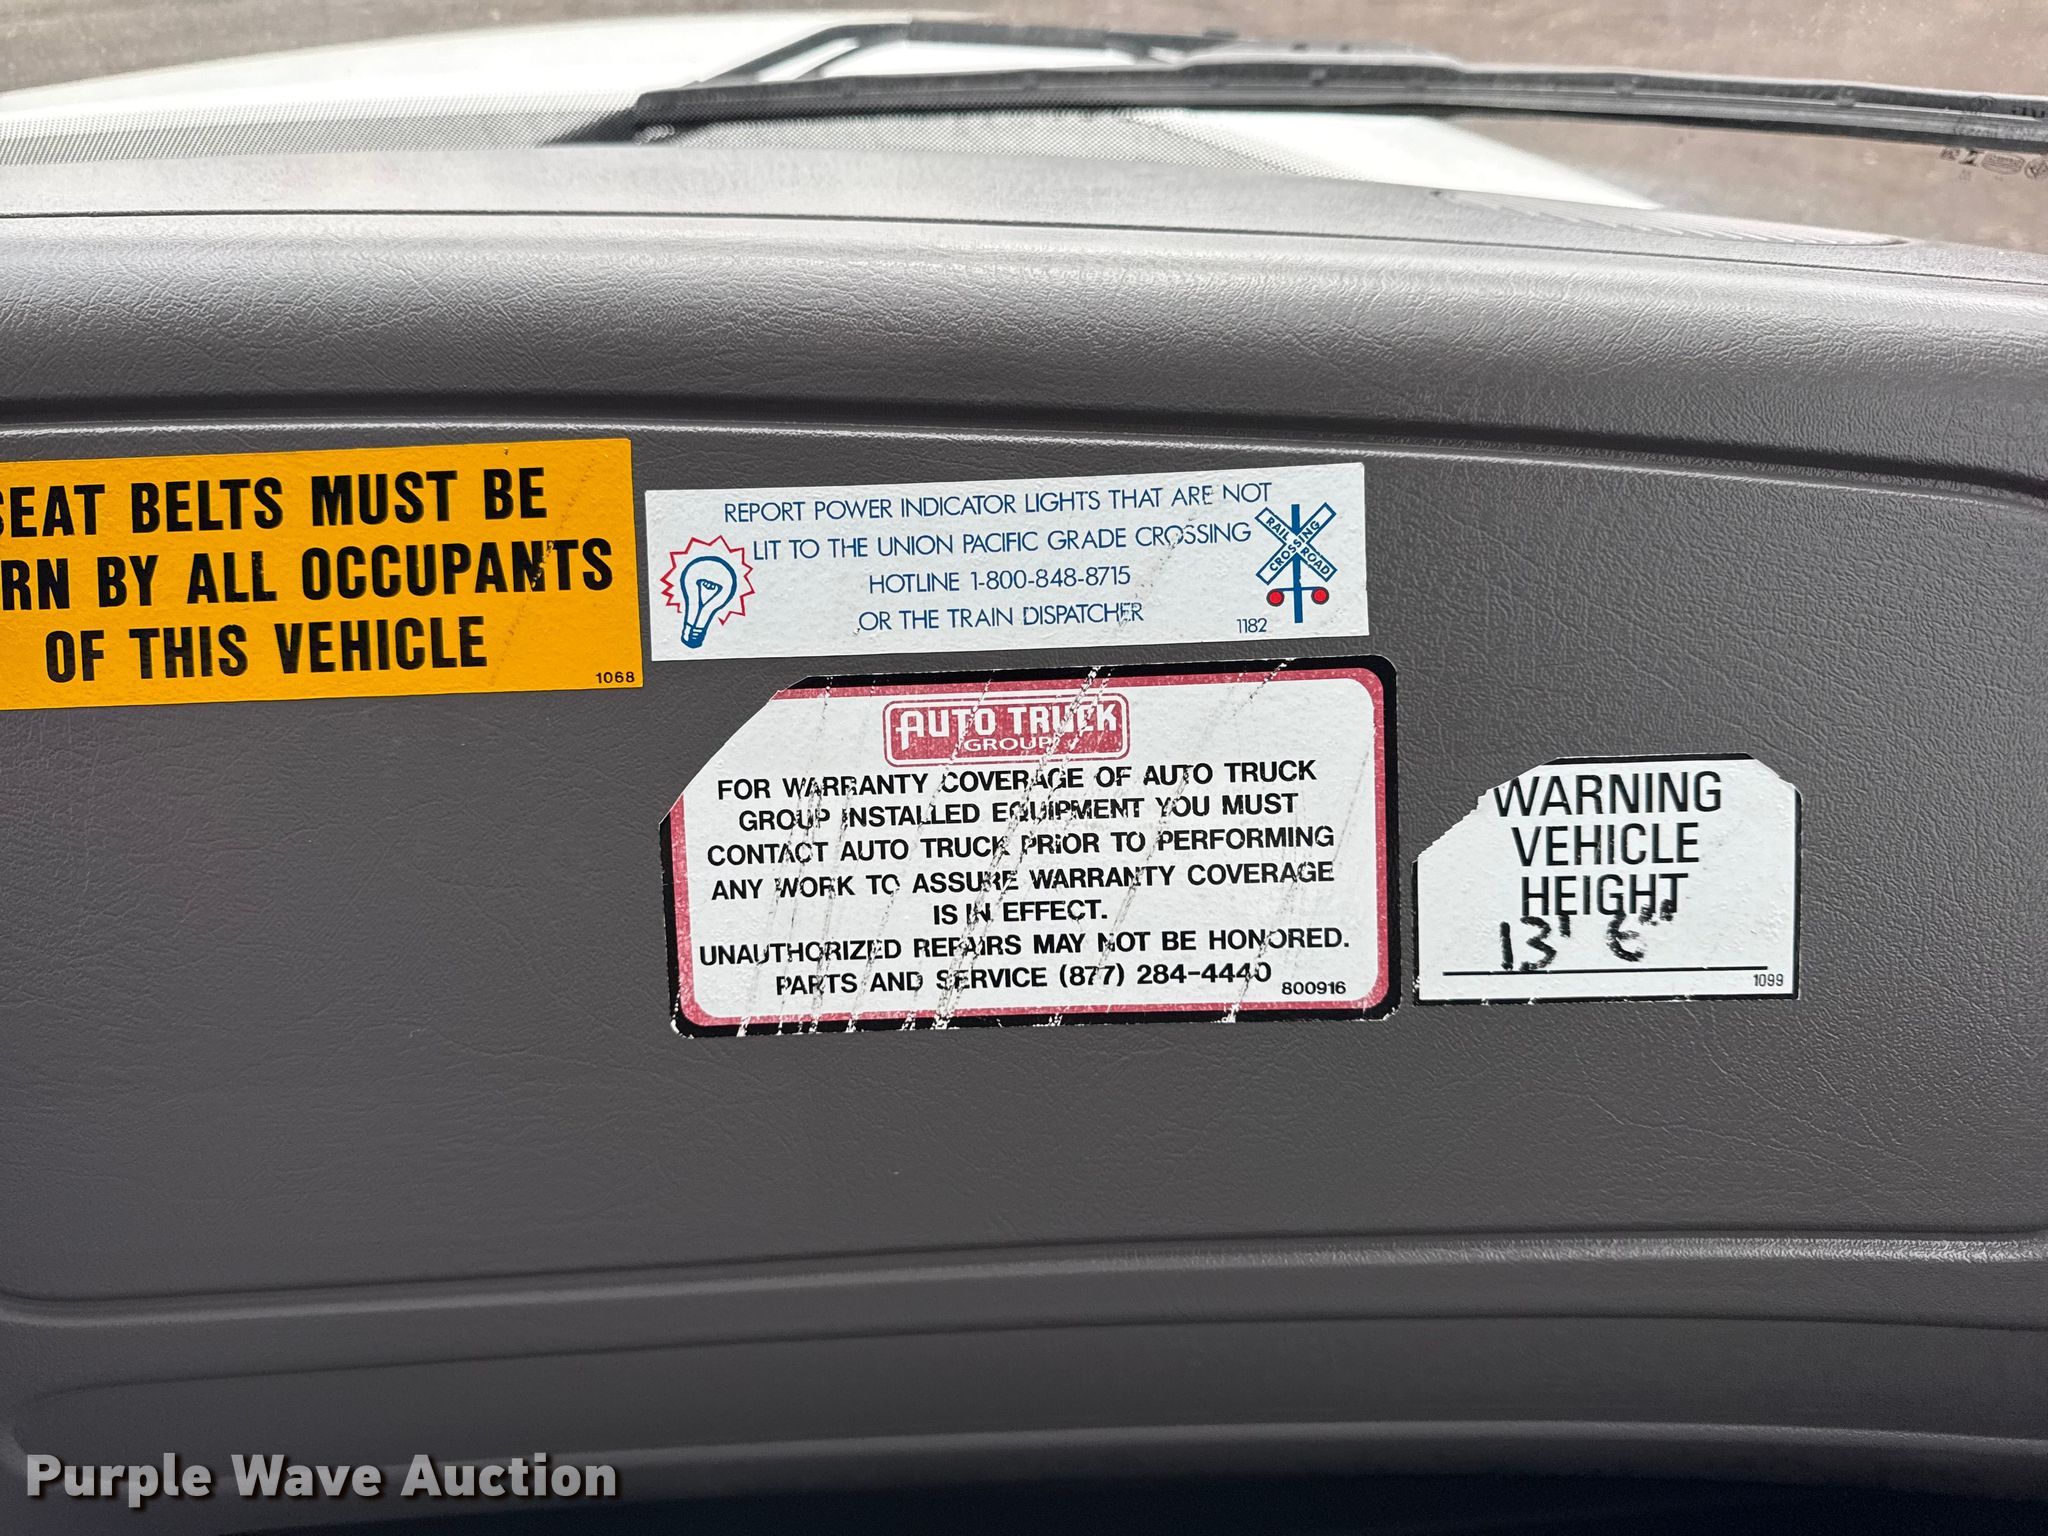 SEAT BELTS MUST BE
RN BY ALL OCCUPANTS
OF THIS VEHICLE
1068
REPORT POWER INDICATOR LIGHTS THAT ARE NOT
LIT TO THE UNION PACIFIC GRADE CROSSING
HOTLINE 1-800-848-8715
OR THE TRAIN DISPATCHER
RAIL ROAD
CROSSING
1182
AUTO TRUCK
GROUP
FOR WARRANTY COVERAGE OF AUTO TRUCK
GROUP INSTALLED EQUIPMENT YOU MUST
CONTACT AUTO TRUCK PRIOR TO PERFORMING
ANY WORK TO ASSURE WARRANTY COVERAGE
IS IN EFFECT.
UNAUTHORIZED REPAIRS MAY NOT BE HONORED.
PARTS AND SERVICE (877) 284-4440
800916
WARNING
VEHICLE
HEIGHT
13' 6"
1099
Purple Wave Auction